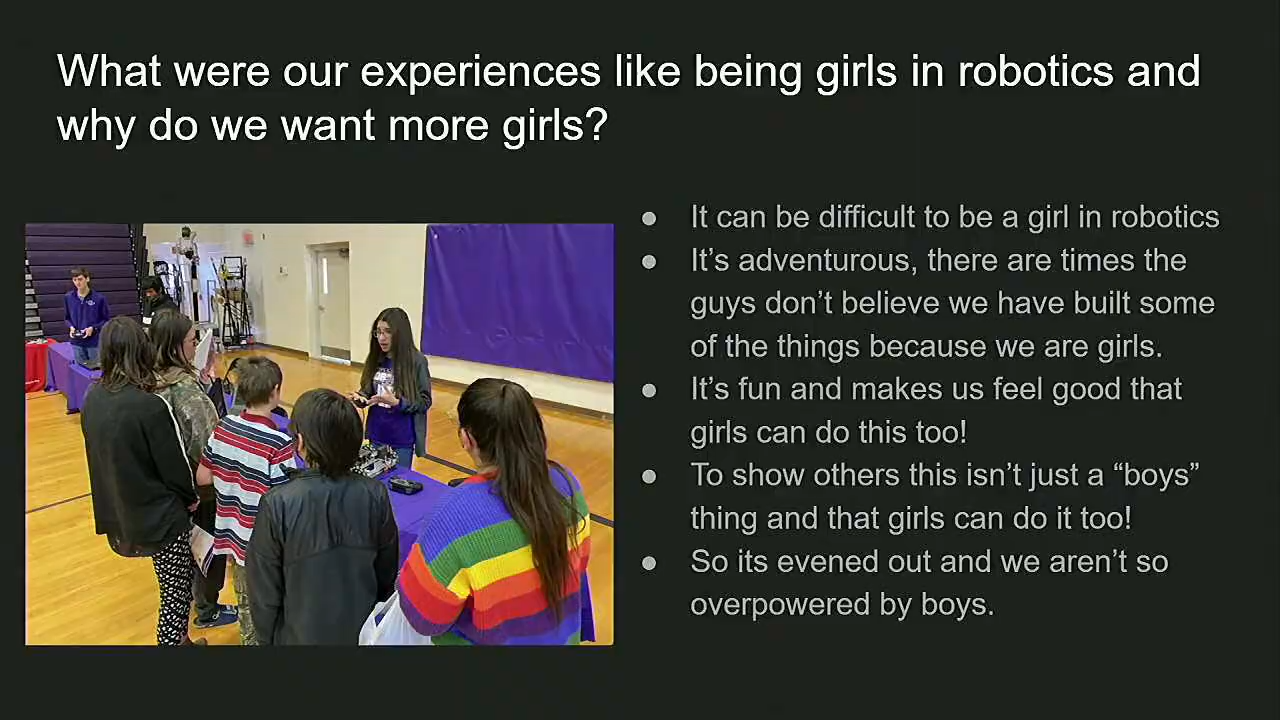 What were our experiences like being girls in robotics and
why do we want more girls?
● It can be difficult to be a girl in robotics
● It’s adventurous, there are times the
guys don’t believe we have built some
of the things because we are girls.
● It’s fun and makes us feel good that
girls can do this too!
● To show others this isn’t just a “boys”
thing and that girls can do it too!
● So its evened out and we aren’t so
overpowered by boys.